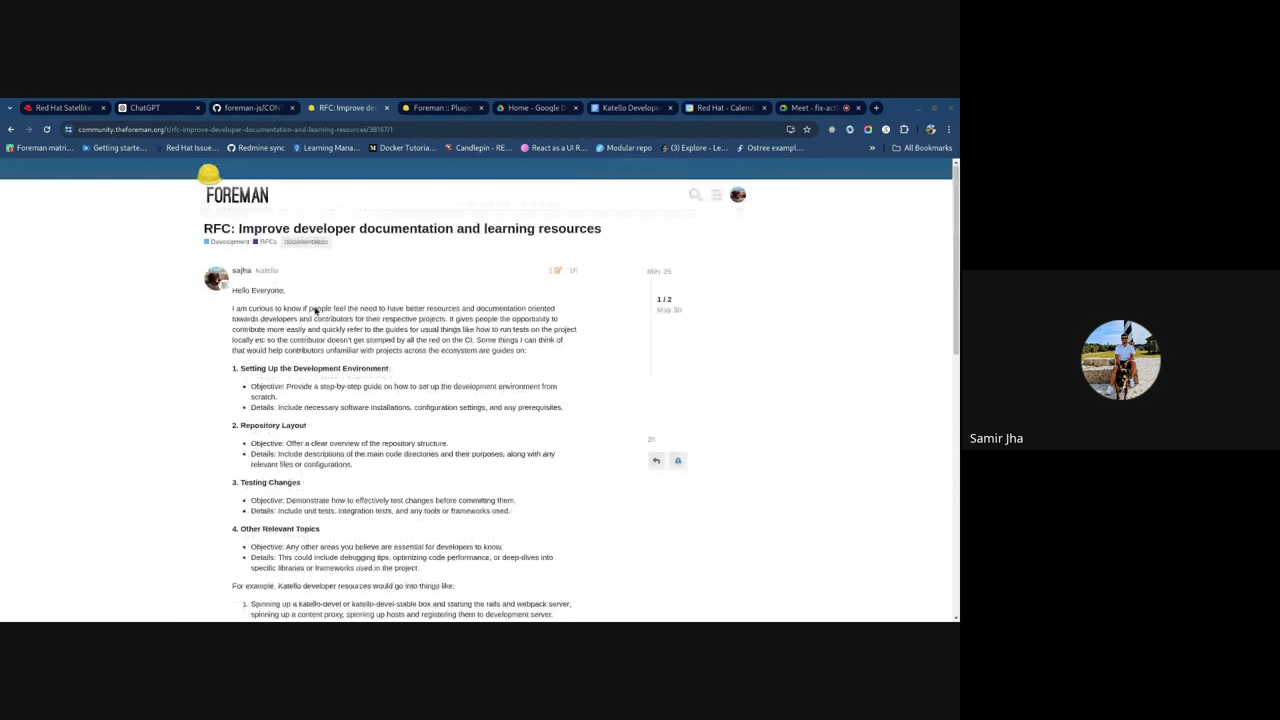 Red Hat Satellite
ChatGPT
foreman-js/CON
RFC: Improve de
Foreman :: Plugi
Home - Google D
Katello Develope
Red Hat - Calend
Meet - fix-act
community.theforeman.org/t/rfc-improve-developer-documentation-and-learning-resources/38167/1
Foreman matri...
Getting starte...
Red Hat Issue...
Redmine sync
Learning Mana...
Docker Tutoria...
Candlepin - RE...
React as a UI R...
Modular repo
(3) Explore - Le...
Ostree exampl...
»
All Bookmarks
FOREMAN
RFC: Improve developer documentation and learning resources
Development RFCs documentation
sajha Katello
1
May 26
Hello Everyone,
I am curious to know if people feel the need to have better resources and documentation oriented
towards developers and contributors for their respective projects. It gives people the opportunity to
contribute more easily and quickly refer to the guides for usual things like how to run tests on the project
locally etc so the contributor doesn't get stumped by all the red on the CI. Some things I can think of
that would help contributors unfamiliar with projects across the ecosystem are guides on:
1 / 2
May 30
1. Setting Up the Development Environment
Objective: Provide a step-by-step guide on how to set up the development environment from
scratch.
Details: Include necessary software installations, configuration settings, and any prerequisites.
2. Repository Layout
Objective: Offer a clear overview of the repository structure.
Details: Include descriptions of the main code directories and their purposes, along with any
relevant files or configurations.
2h
3. Testing Changes
Objective: Demonstrate how to effectively test changes before committing them.
Details: Include unit tests, integration tests, and any tools or frameworks used.
4. Other Relevant Topics
Objective: Any other areas you believe are essential for developers to know.
Details: This could include debugging tips, optimizing code performance, or deep-dives into
specific libraries or frameworks used in the project.
For example, Katello developer resources would go into things like:
1. Spinning up a katello-devel or katello-devel-stable box and starting the rails and webpack server,
spinning up a content proxy, spinning up hosts and registering them to development server.
Samir Jha